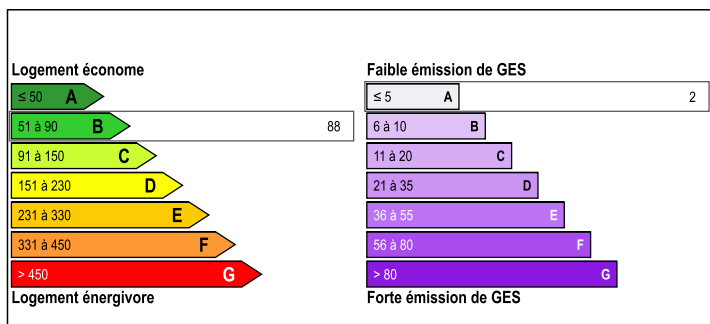 Logement économe
≤ 50 A
51 à 90 B 88
91 à 150 C
151 à 230 D
231 à 330 E
331 à 450 F
> 450 G
Logement énergivore
Faible émission de GES
≤ 5 A 2
6 à 10 B
11 à 20 C
21 à 35 D
36 à 55 E
56 à 80 F
> 80 G
Forte émission de GES